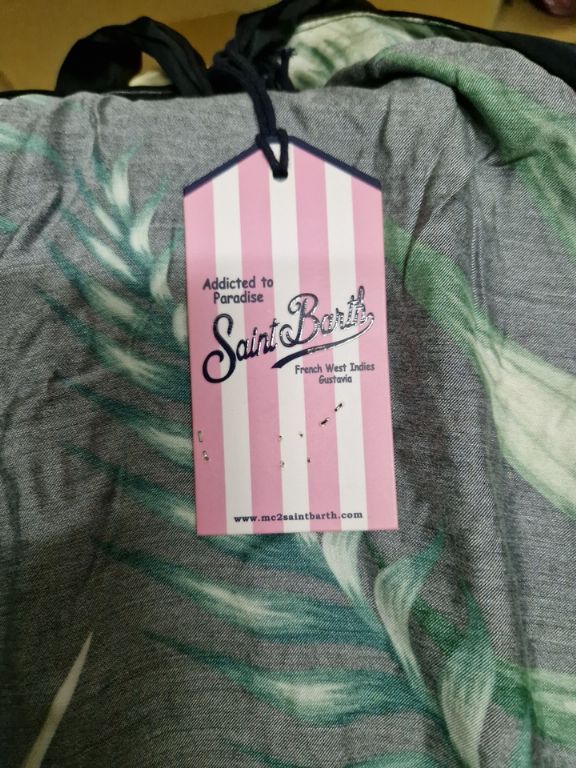 Addicted to
Paradise
Saint Barth
French West Indies
Gustavia
www.mc2saintbarth.com